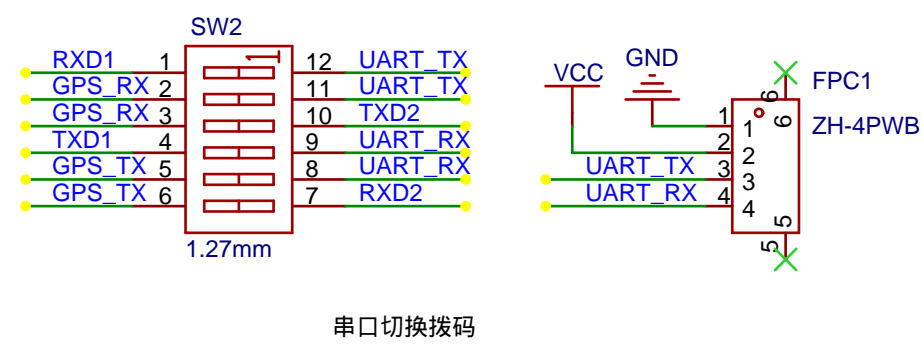 SW2
RXD1 1 12 UART_TX
GPS_RX 2 11 UART_TX
GPS_RX 3 10 TXD2
TXD1 4 9 UART_RX
GPS_TX 5 8 UART_RX
GPS_TX 6 7 RXD2
1
1.27mm
VCC
GND
FPC1
ZH-4PWB
6
6
1 1
2 2
UART_TX 3 3
UART_RX 4 4
5
5
串口切换拨码